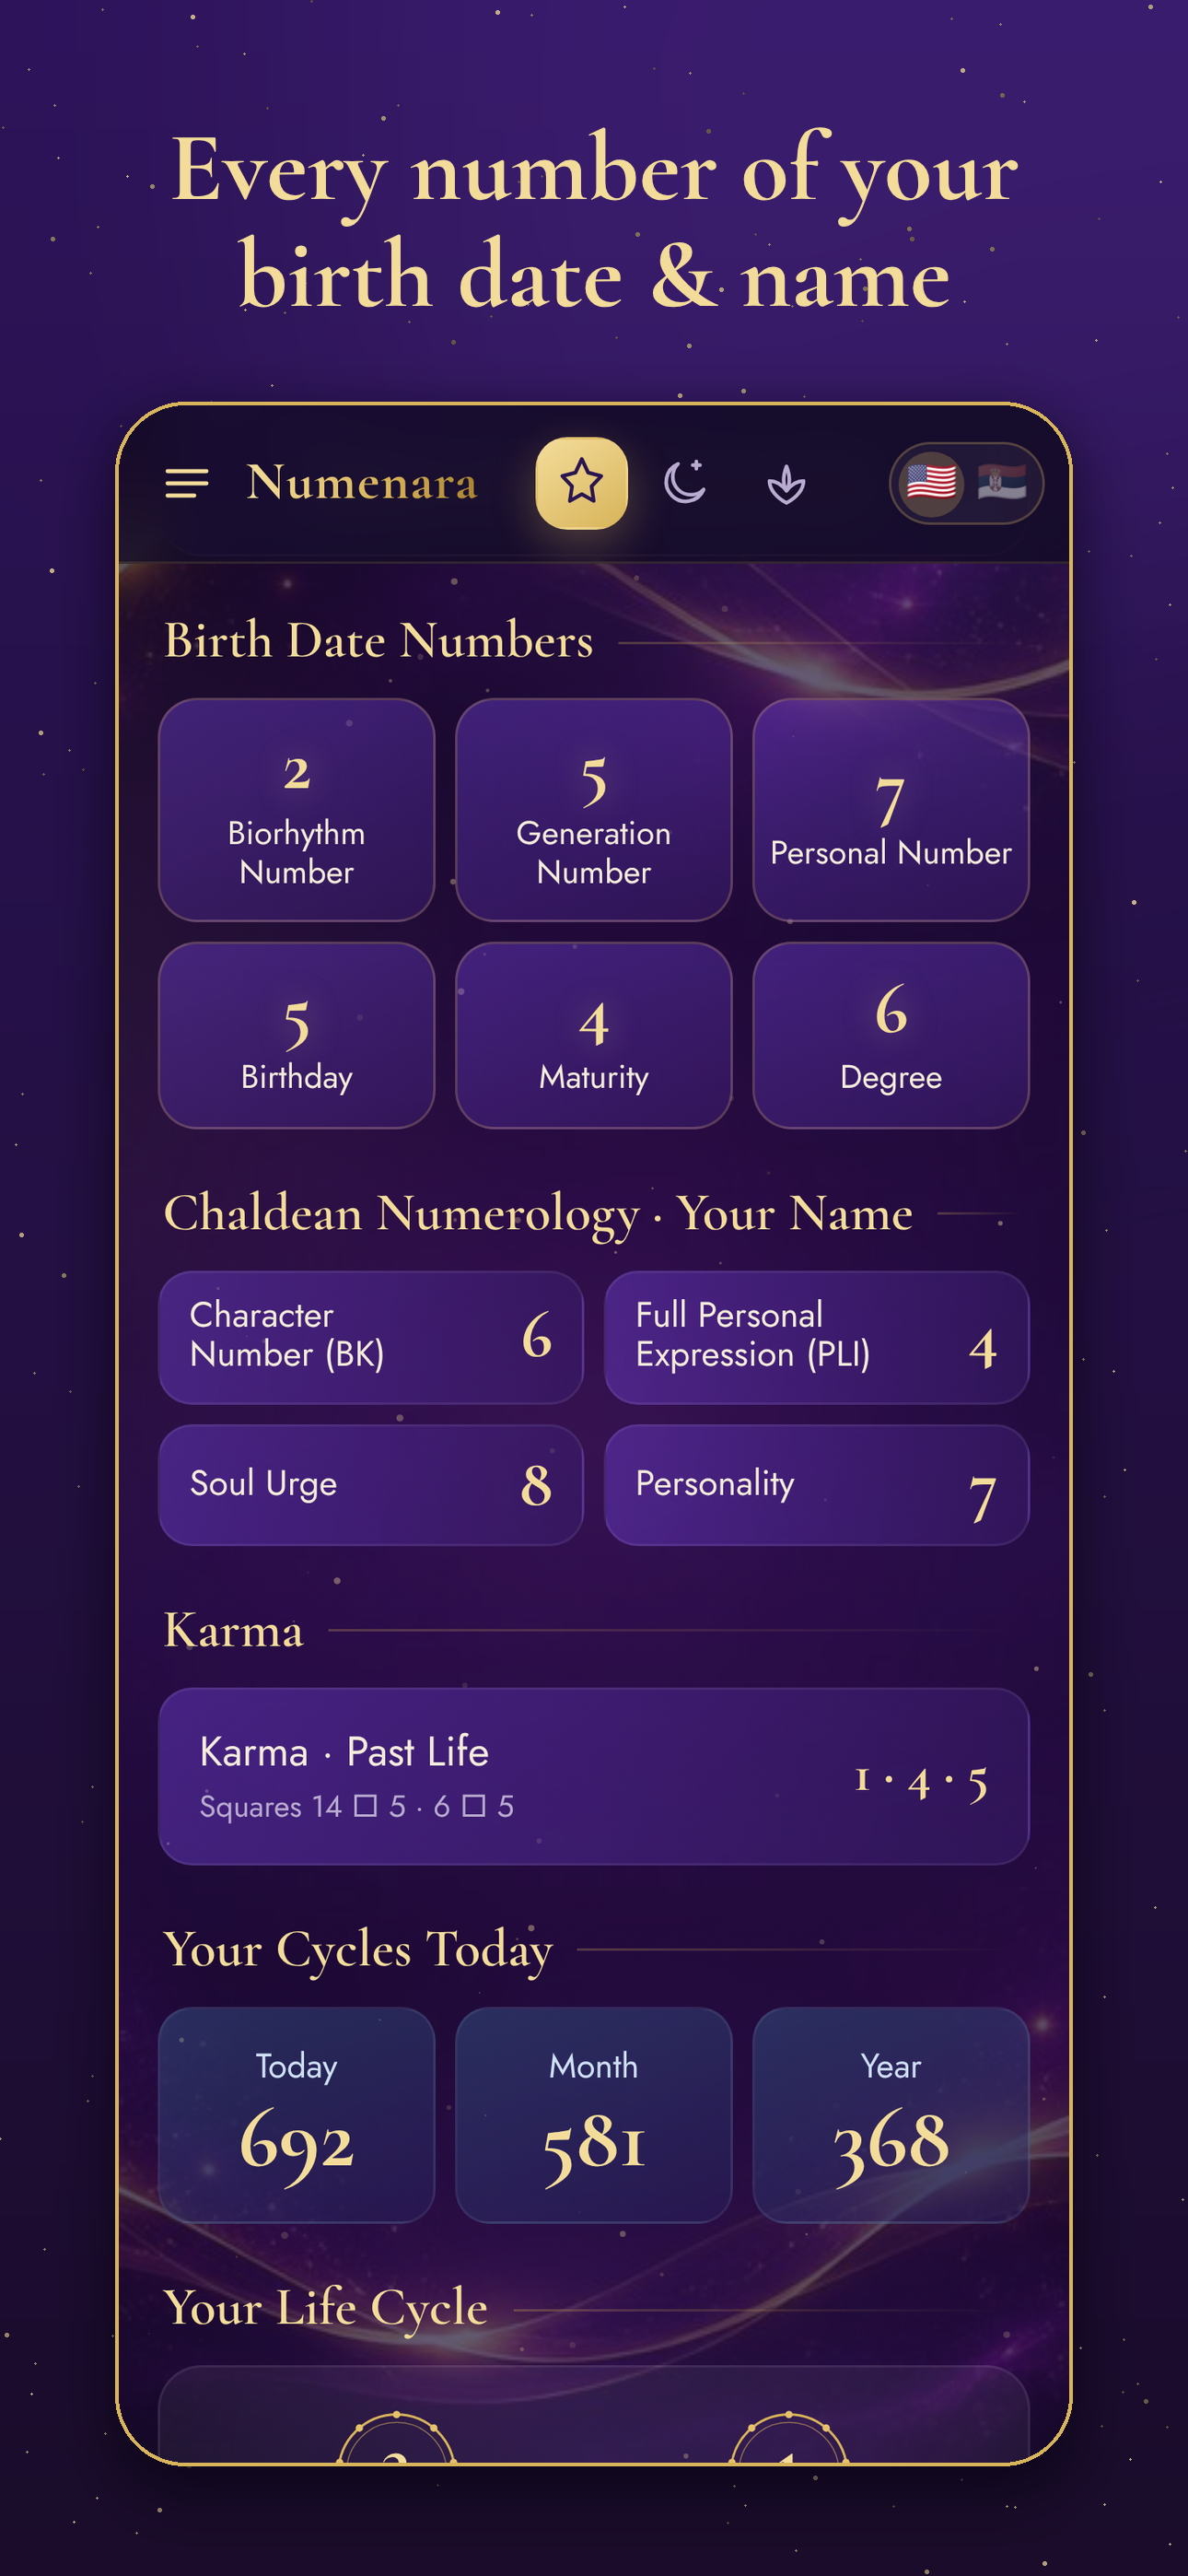 Every number of your
birth date & name
Numenara
Birth Date Numbers
2
Biorhythm
Number
5
Generation
Number
7
Personal Number
5
Birthday
4
Maturity
6
Degree
Chaldean Numerology · Your Name
Character
Number (BK)
6
Full Personal
Expression (PLI)
4
Soul Urge
8
Personality
7
Karma
Karma · Past Life
Squares 14 □ 5 · 6 □ 5
1 · 4 · 5
Your Cycles Today
Today
692
Month
581
Year
368
Your Life Cycle